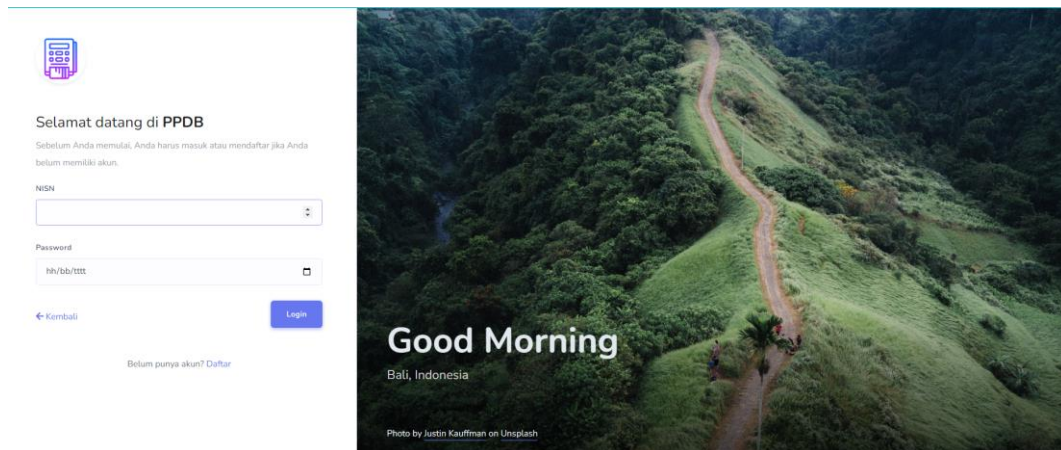 Selamat datang di PPDB
Sebelum Anda memulai, Anda harus masuk atau mendaftar jika Anda
belum memiliki akun.
NISN
Password
hh/bb/tttt
Kembali
Login
Belum punya akun? Daftar
Good Morning
Bali, Indonesia
Photo by Justin Kauffman on Unsplash